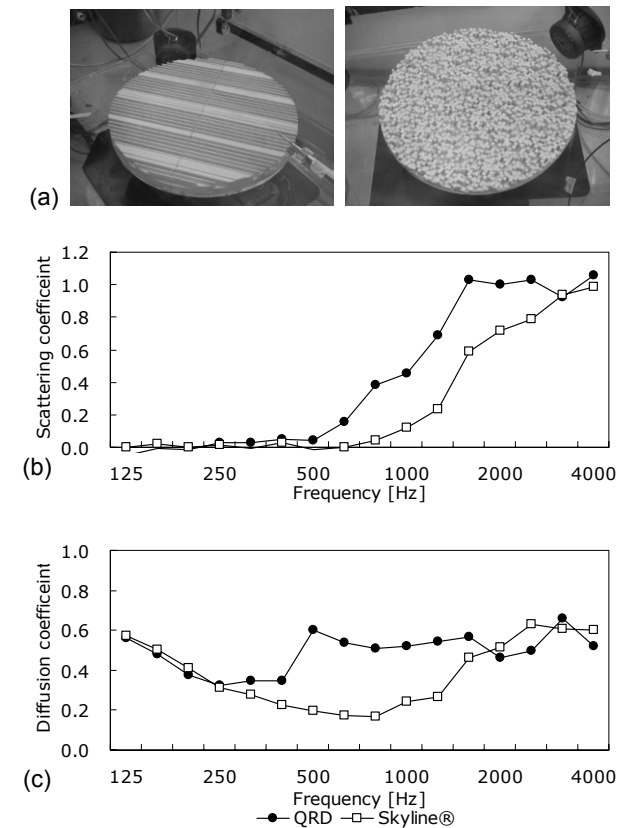 (a)
1.2
1.0
0.8
0.6
0.4
0.2
0.0
Scattering coefficeint
125 250 500 1000 2000 4000
Frequency [Hz]
(b)
1.0
0.8
0.6
0.4
0.2
0.0
Diffusion coefficeint
125 250 500 1000 2000 4000
Frequency [Hz]
(c)
QRD Skyline®